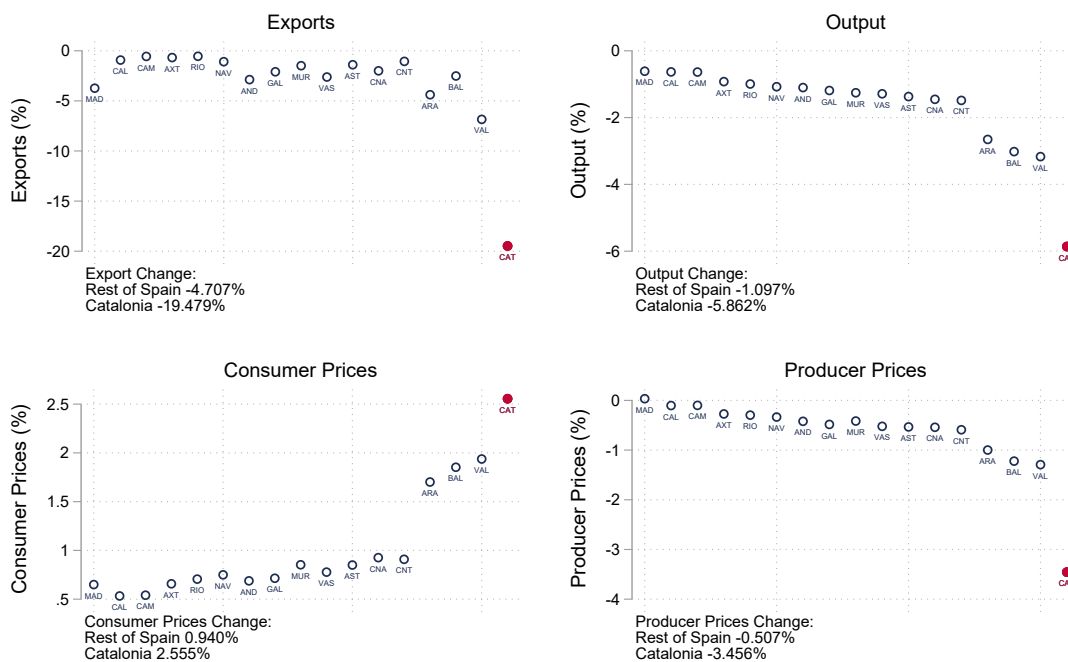 Exports
Exports (%)
0
-5
-10
-15
-20
MAD
CAL
CAM
AXT
RIO
NAV
AND
GAL
MUR
VAS
AST
CNA
CNT
ARA
BAL
VAL
CAT
Export Change:
Rest of Spain -4.707%
Catalonia -19.479%
Output
Output (%)
0
-2
-4
-6
MAD
CAL
CAM
AXT
RIO
NAV
AND
GAL
MUR
VAS
AST
CNA
CNT
ARA
BAL
VAL
CA
Output Change:
Rest of Spain -1.097%
Catalonia -5.862%
Consumer Prices
Consumer Prices (%)
2.5
2
1.5
1
.5
MAD
CAL
CAM
AXT
RIO
NAV
AND
GAL
MUR
VAS
AST
CNA
CNT
ARA
BAL
VAL
CAT
Consumer Prices Change:
Rest of Spain 0.940%
Catalonia 2.555%
Producer Prices
Producer Prices (%)
0
-1
-2
-3
-4
MAD
CAL
CAM
AXT
RIO
NAV
AND
GAL
MUR
VAS
AST
CNA
CNT
ARA
BAL
VAL
CA
Producer Prices Change:
Rest of Spain -0.507%
Catalonia -3.456%